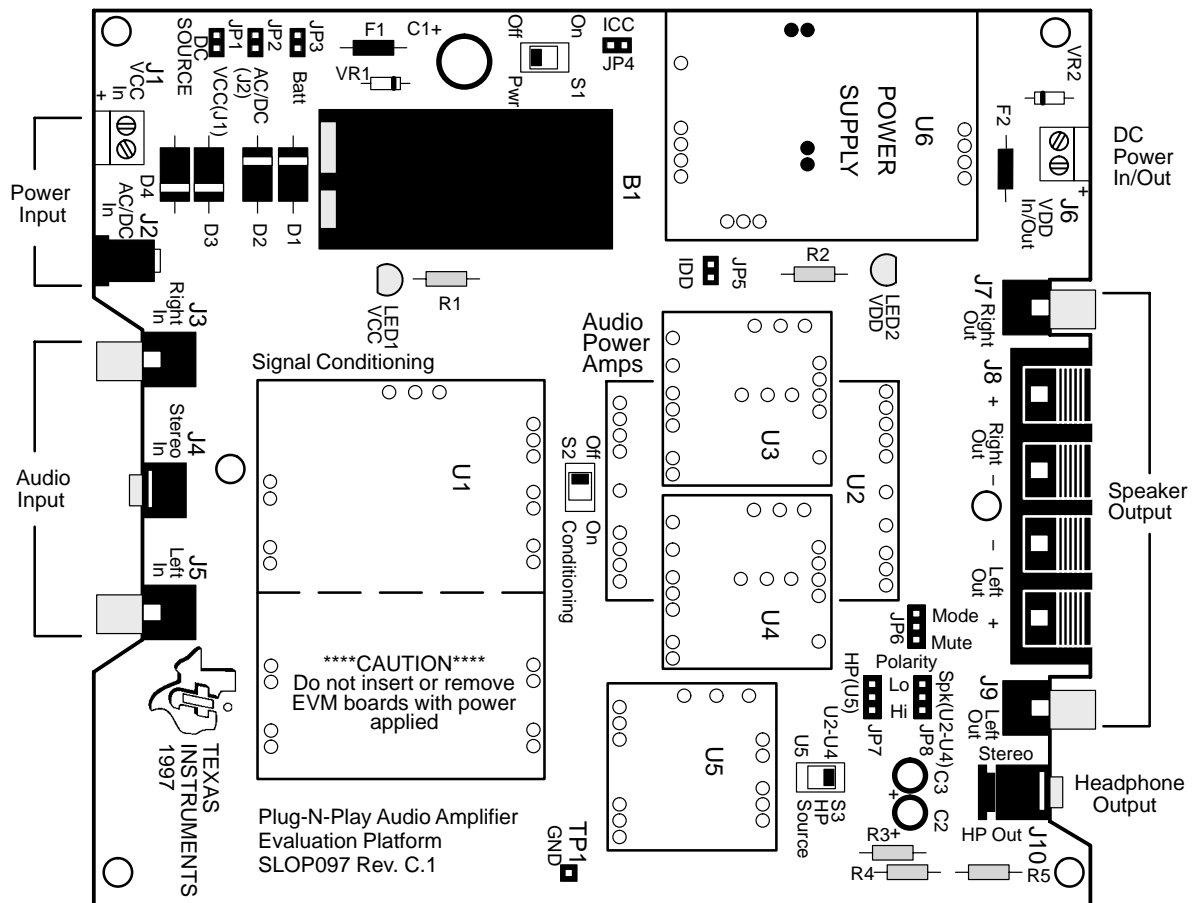 J1
VCC
In
+
DC
SOURCE
JP1
VCC(J1)
JP2
AC/DC
(J2)
JP3
Batt
F1
VR1
C1+
Off
On
Pwr
S1
ICC
JP4
U6
POWER
SUPPLY
VR2
F2
+
J6
VDD
In/Out
DC
Power
In/Out
Power
Input
D4
AC/DC
In
J2
D3
D2
D1
B1
R1
LED1
VCC
IDD
JP5
R2
LED2
VDD
J3
Right
In
Signal Conditioning
Audio
Power
Amps
J7
Right
Out
J8
+
Right
Out
–
–
Left
Out
+
Speaker
Output
Audio
Input
J4
Stereo
In
J5
Left
In
U1
S2
Off
On
Conditioning
U3
U2
U4
JP6
Mode
Mute
Polarity
HP(U5)
Lo
Hi
Spk(U2-U4)
JP7
JP8
J9
Left
Out
****CAUTION****
Do not insert or remove
EVM boards with power
applied
TEXAS
INSTRUMENTS
1997
U5
U2-U4
U5
S3
HP
Source
C3
+
C2
Stereo
HP Out
J10
Headphone
Output
Plug-N-Play Audio Amplifier
Evaluation Platform
SLOP097 Rev. C.1
TP1
GND
R3+
R4
R5